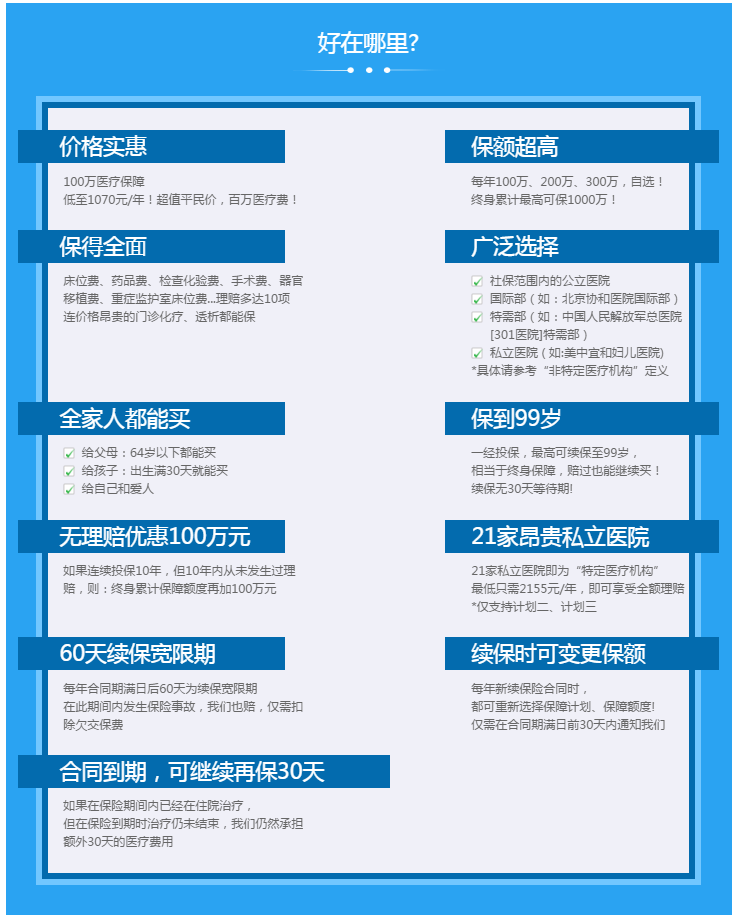 好在哪里?
价格实惠
100万医疗保障
低至1070元/年！超值平民价，百万医疗费！
保额超高
每年100万、200万、300万，自选！
终身累计最高可保1000万！
保得全面
床位费、药品费、检查化验费、手术费、器官
移植费、重症监护室床位费...理赔多达10项
连价格昂贵的门诊化疗、透析都能保
广泛选择
社保范围内的公立医院
国际部（如：北京协和医院国际部）
特需部（如：中国人民解放军总医院
[301医院]特需部）
私立医院（如:美中宜和妇儿医院)
*具体请参考“非特定医疗机构”定义
全家人都能买
给父母：64岁以下都能买
给孩子：出生满30天就能买
给自己和爱人
保到99岁
一经投保，最高可续保至99岁，
相当于终身保障，赔过也能继续买！
续保无30天等待期!
无理赔优惠100万元
如果连续投保10年，但10年内从未发生过理
赔，则：终身累计保障额度再加100万元
21家昂贵私立医院
21家私立医院即为“特定医疗机构”
最低只需2155元/年，即可享受全额理赔
*仅支持计划二、计划三
60天续保宽限期
每年合同期满日后60天为续保宽限期
在此期间内发生保险事故，我们也赔，仅需扣
除欠交保费
续保时可变更保额
每年新续保险合同时，
都可重新选择保障计划、保障额度!
仅需在合同期满日前30天内通知我们
合同到期，可继续再保30天
如果在保险期间内已经在住院治疗，
但在保险到期时治疗仍未结束，我们仍然承担
额外30天的医疗费用